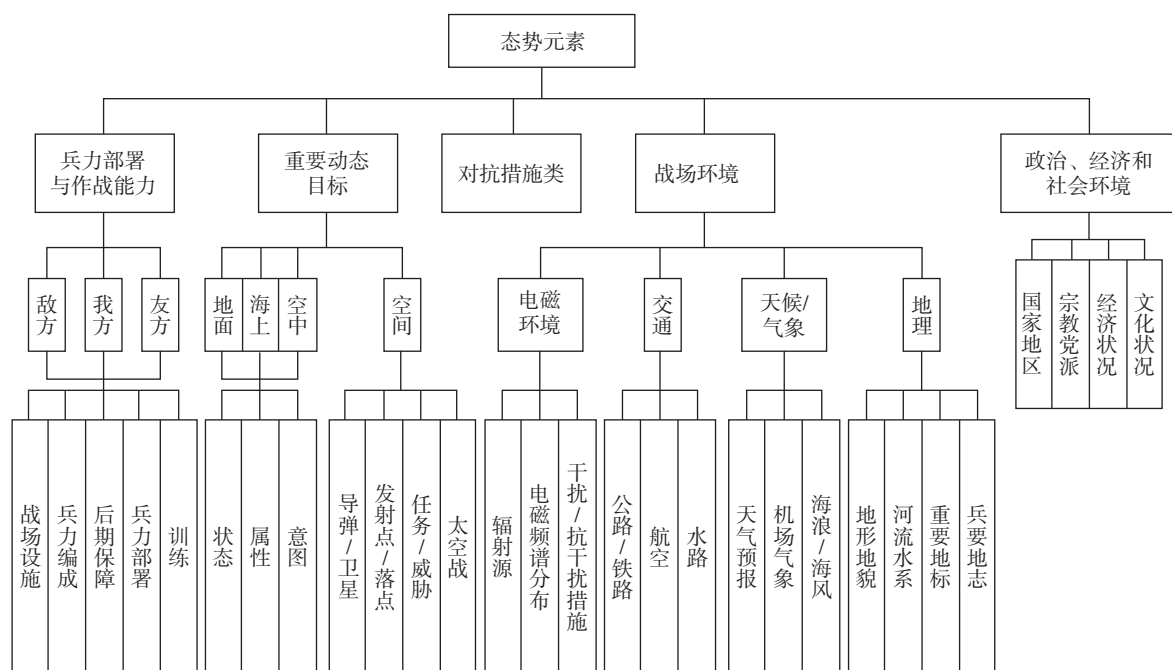 态势元素
兵力部署
与作战能力
重要动态
目标
对抗措施类
战场环境
政治、经济和
社会环境
敌方
我方
友方
地面
海上
空中
空间
电磁
环境
交通
天候/
气象
地理
国家地区
宗教党派
经济状况
文化状况
战场设施
兵力编成
后期保障
兵力部署
训练
状态
属性
意图
导弹/卫星
发射点/落点
任务/威胁
太空战
辐射源
电磁频谱分布
干扰/抗干扰措施
公路/铁路
航空
水路
天气预报
机场气象
海浪/海风
地形地貌
河流水系
重要地标
兵要地志